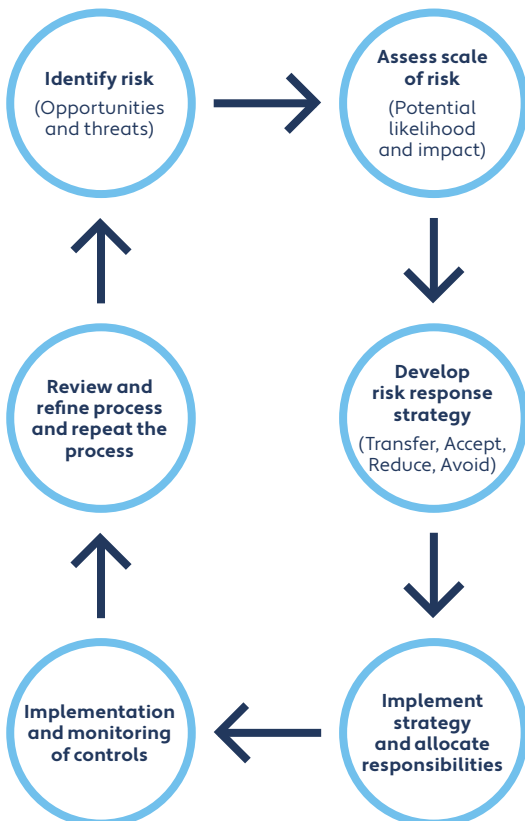 Identify risk
(Opportunities
and threats)
Assess scale
of risk
(Potential
likelihood
and impact)
Develop
risk response
strategy
(Transfer, Accept,
Reduce, Avoid)
Implement
strategy
and allocate
responsibilities
Implementation
and monitoring
of controls
Review and
refine process
and repeat the
process